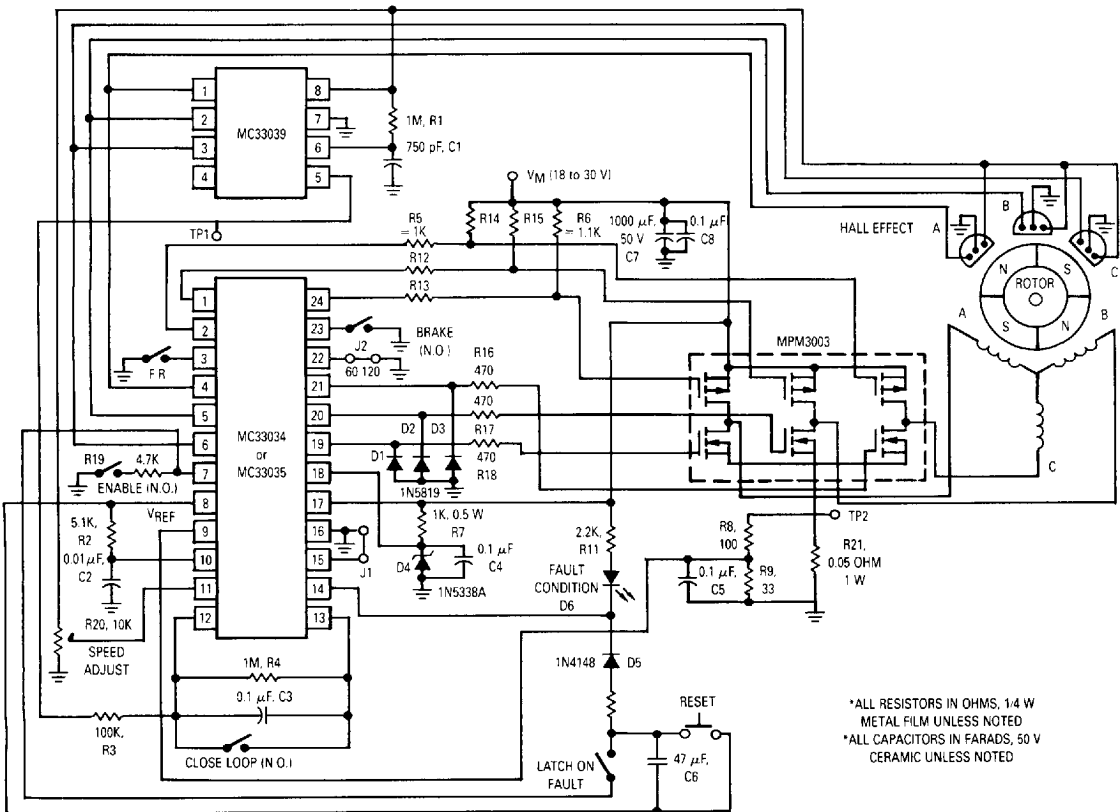 MC33039
1
2
3
4
8
7
6
5
1M, R1
750 pF, C1
TP1
VM (18 to 30 V)
R5
= 1K
R12
R13
R14
R15
R6
= 1.1K
1000 µF,
50 V
C7
0.1 µF,
C8
HALL EFFECT
A
B
C
N
S
ROTOR
S
N
A
B
C
MPM3003
MC33034
or
MC33035
1
2
3
4
5
6
7
8
9
10
11
12
24
23
22
21
20
19
18
17
16
15
14
13
F R
BRAKE
(N.O.)
J2
60 120
R16
470
470
R17
470
R18
D1
D2
D3
1N5819
R19
4.7K
ENABLE (N.O.)
VREF
5.1K,
R2
0.01 µF,
C2
1K, 0.5 W
R7
D4
0.1 µF
C4
1N5338A
J1
2.2K,
R11
FAULT
CONDITION
D6
R8,
100
TP2
R9,
33
0.1 µF,
C5
R21,
0.05 OHM
1 W
R20, 10K
SPEED
ADJUST
1M, R4
0.1 µF, C3
100K,
R3
CLOSE LOOP (N.O.)
1N4148
D5
RESET
LATCH ON
FAULT
47 µF,
C6
*ALL RESISTORS IN OHMS, 1/4 W
METAL FILM UNLESS NOTED
*ALL CAPACITORS IN FARADS, 50 V
CERAMIC UNLESS NOTED